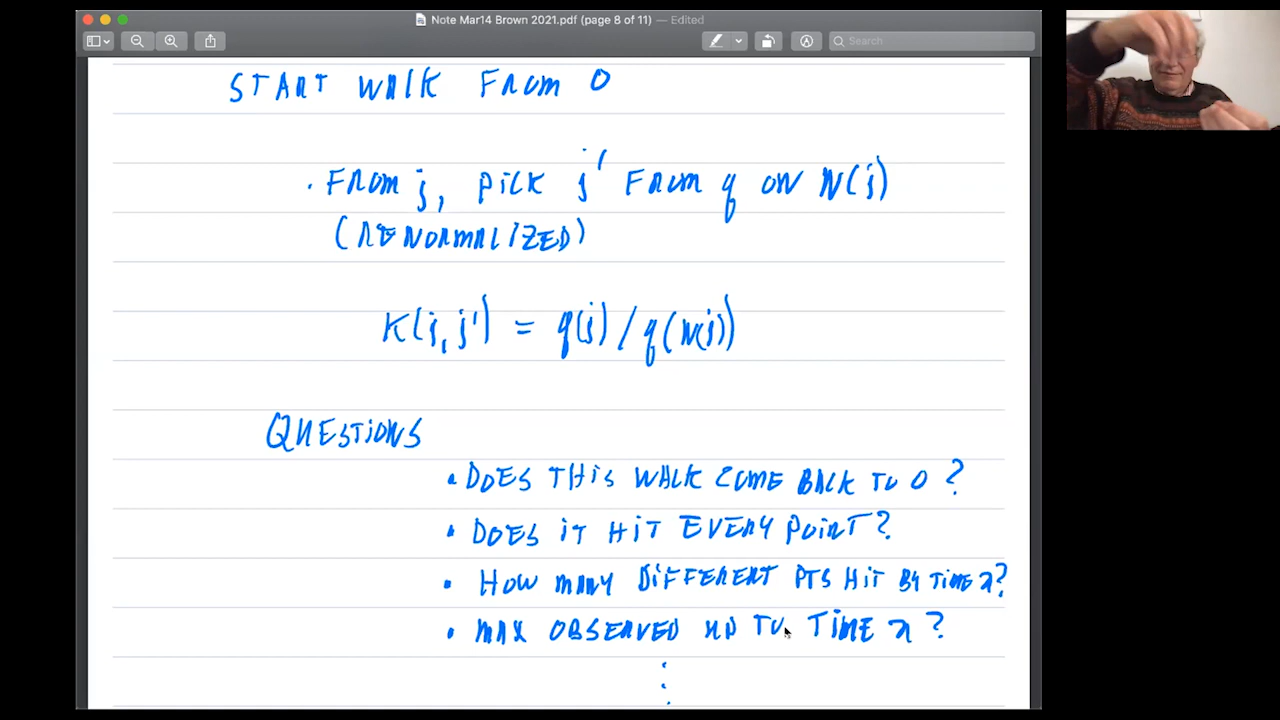 Note Mar14 Brown 2021.pdf (page 8 of 11) — Edited
Search
START WALK FROM 0
· FROM j, PICK j' FROM q ON N(j)
(RENORMALIZED)
K(j, j') = q(j) / q(N(j))
QUESTIONS
• DOES THIS WALK COME BACK TO 0 ?
• DOES IT HIT EVERY POINT?
• HOW MANY DIFFERENT PTS HIT BY TIME n?
• MAX OBSERVED UP TO TIME n ?
⋮